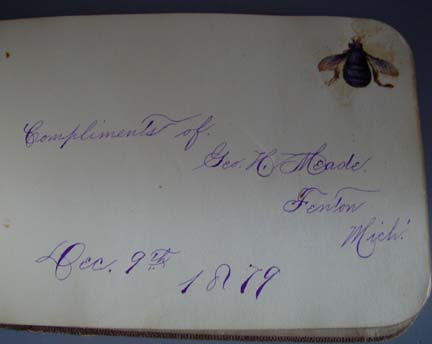 Compliments of.
Geo. H. Meade.
Fenton
Mich.
Dec. 9th
1879